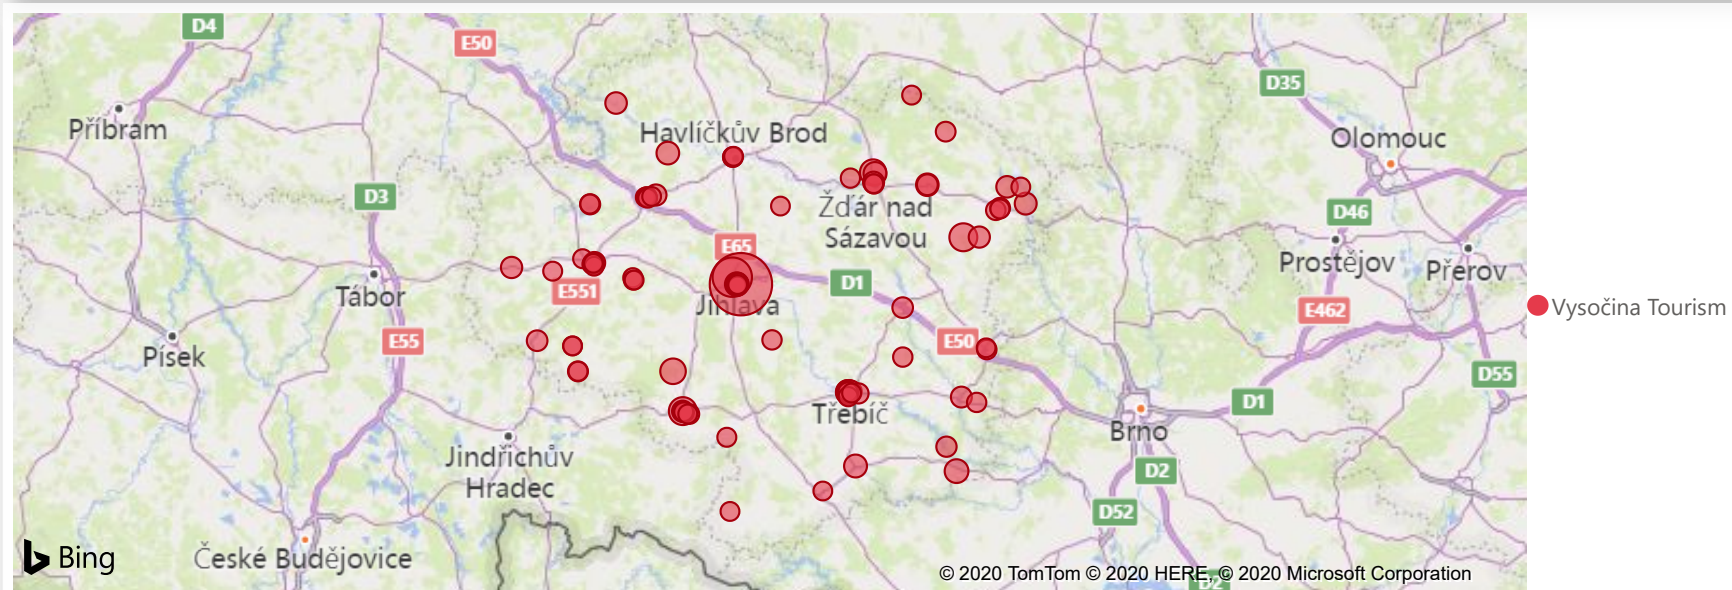 D4
E50
D35
Příbram
Havlíčkův Brod
Olomouc
D3
Žďár nad
Sázavou
D46
E65
Prostějov
Přerov
Tábor
E551
Jihlava
D1
E462
Vysočina Tourism
Písek
E55
E50
D55
Třebíč
D1
Brno
Jindřichův
Hradec
D2
D52
Bing
České Budějovice
© 2020 TomTom © 2020 HERE, © 2020 Microsoft Corporation
D2